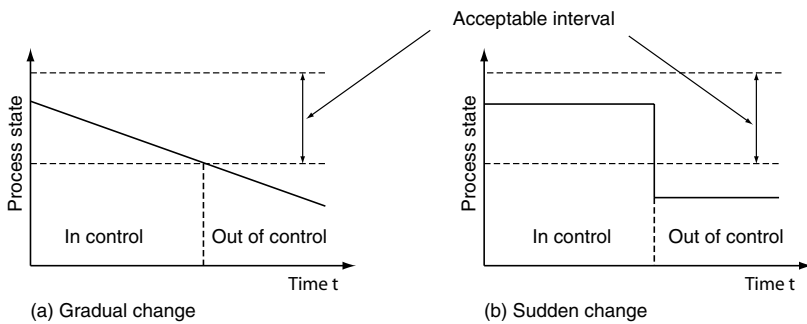 Acceptable interval
Process state
In control
Out of control
Time t
(a) Gradual change
Process state
In control
Out of control
Time t
(b) Sudden change